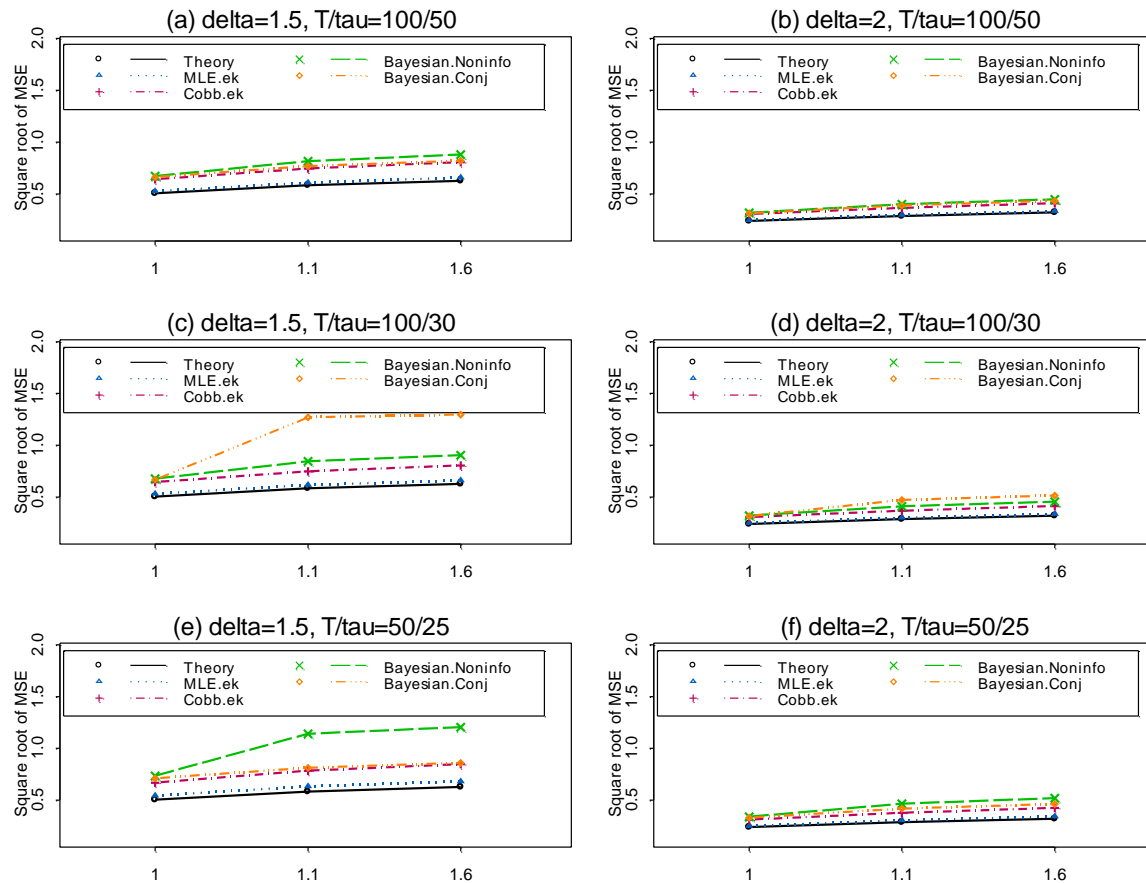 (a) delta=1.5, T/tau=100/50
Square root of MSE
2.0
1.5
1.0
0.5
Theory
MLE.ek
Cobb.ek
Bayesian.Noninfo
Bayesian.Conj
1 1.1 1.6
(b) delta=2, T/tau=100/50
Square root of MSE
2.0
1.5
1.0
0.5
Theory
MLE.ek
Cobb.ek
Bayesian.Noninfo
Bayesian.Conj
1 1.1 1.6
(c) delta=1.5, T/tau=100/30
Square root of MSE
2.0
1.5
1.0
0.5
Theory
MLE.ek
Cobb.ek
Bayesian.Noninfo
Bayesian.Conj
1 1.1 1.6
(d) delta=2, T/tau=100/30
Square root of MSE
2.0
1.5
1.0
0.5
Theory
MLE.ek
Cobb.ek
Bayesian.Noninfo
Bayesian.Conj
1 1.1 1.6
(e) delta=1.5, T/tau=50/25
Square root of MSE
2.0
1.5
1.0
0.5
Theory
MLE.ek
Cobb.ek
Bayesian.Noninfo
Bayesian.Conj
1 1.1 1.6
(f) delta=2, T/tau=50/25
Square root of MSE
2.0
1.5
1.0
0.5
Theory
MLE.ek
Cobb.ek
Bayesian.Noninfo
Bayesian.Conj
1 1.1 1.6